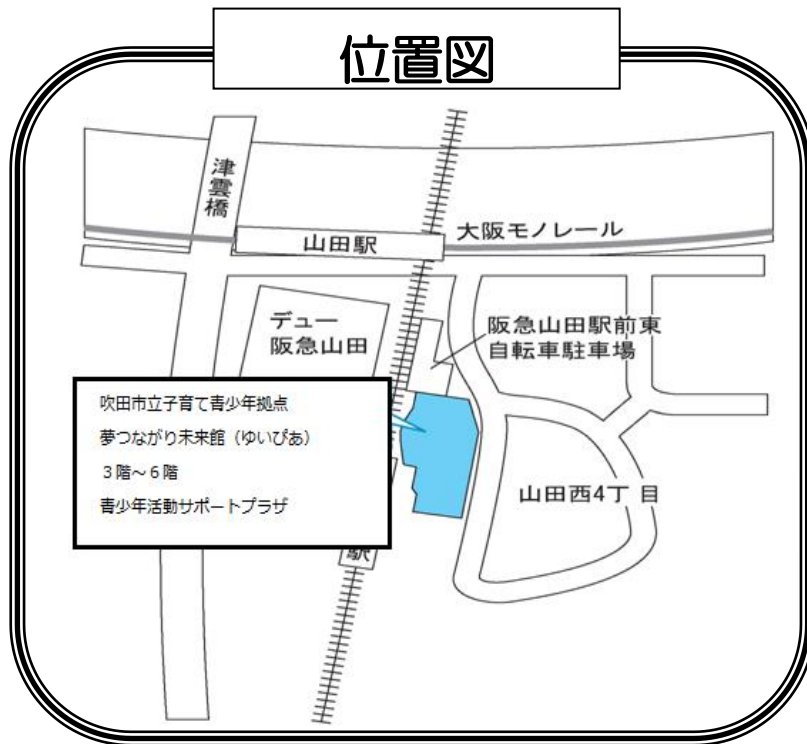 位置図
津雲橋
山田駅
大阪モノレール
デュー
阪急山田
阪急山田駅前東
自転車駐車場
吹田市立子育て青少年拠点
夢つながり未来館（ゆいぴあ）
３階～６階
青少年活動サポートプラザ
山田西4丁目
駅